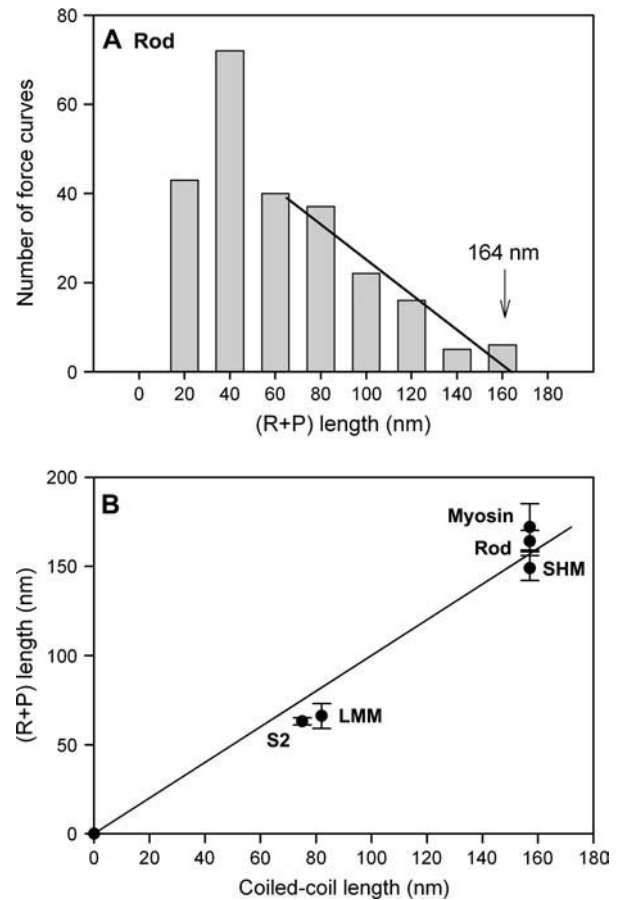 A Rod
Number of force curves
80
60
40
20
0
164 nm
0 20 40 60 80 100 120 140 160 180
(R+P) length (nm)
B
(R+P) length (nm)
200
150
100
50
0
Myosin
Rod
SHM
LMM
S2
0 20 40 60 80 100 120 140 160 180
Coiled-coil length (nm)